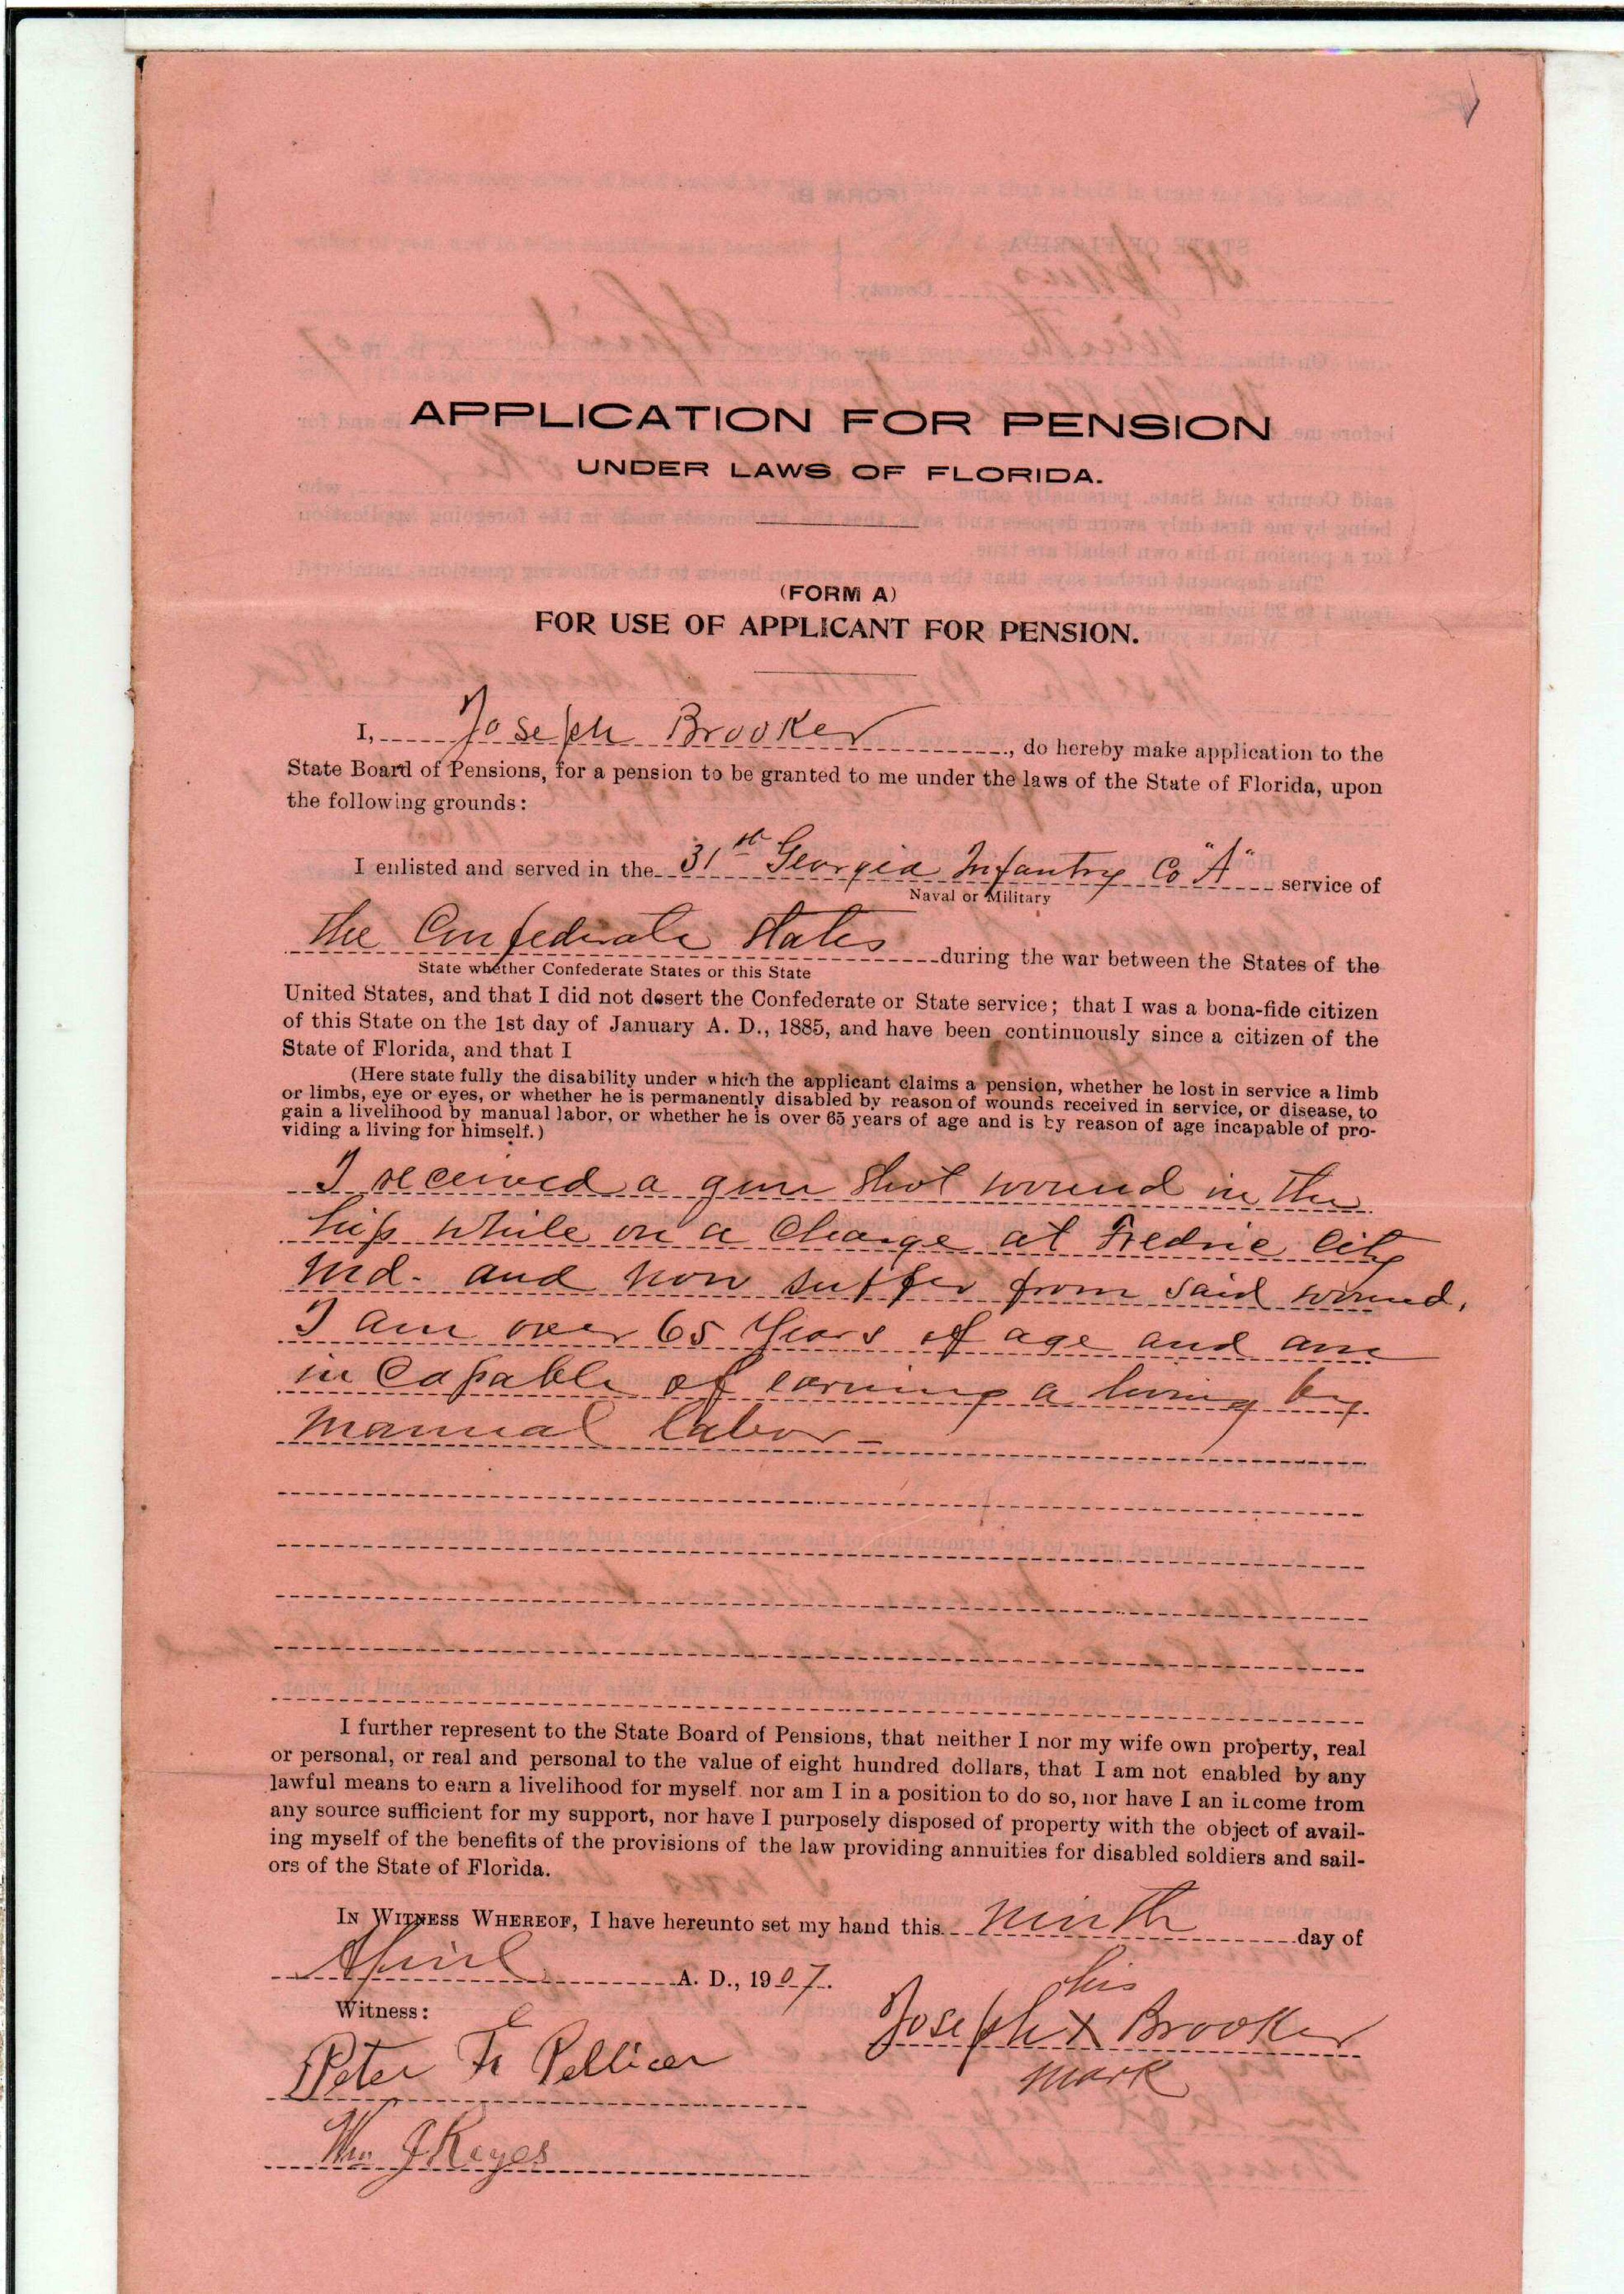 APPLICATION FOR PENSION
UNDER LAWS OF FLORIDA.
(FORM A)
FOR USE OF APPLICANT FOR PENSION.
I, Joseph Brooker, do hereby make application to the
State Board of Pensions, for a pension to be granted to me under the laws of the State of Florida, upon
the following grounds:
I enlisted and served in the 31st Georgia Infantry Co "A" service of
Naval or Military
the Confederate States during the war between the States of the
State whether Confederate States or this State
United States, and that I did not desert the Confederate or State service; that I was a bona-fide citizen
of this State on the 1st day of January A. D., 1885, and have been continuously since a citizen of the
State of Florida, and that I
(Here state fully the disability under which the applicant claims a pension, whether he lost in service a limb
or limbs, eye or eyes, or whether he is permanently disabled by reason of wounds received in service, or disease, to
gain a livelihood by manual labor, or whether he is over 65 years of age and is by reason of age incapable of pro-
viding a living for himself.)
I received a gun shot wound in the
hip while on a Charge at Fredric City
Md. and now suffer from said wound.
I am over 65 Years of age and am
incapable of earning a living by
manual labor -
I further represent to the State Board of Pensions, that neither I nor my wife own property, real
or personal, or real and personal to the value of eight hundred dollars, that I am not enabled by any
lawful means to earn a livelihood for myself nor am I in a position to do so, nor have I an income from
any source sufficient for my support, nor have I purposely disposed of property with the object of avail-
ing myself of the benefits of the provisions of the law providing annuities for disabled soldiers and sail-
ors of the State of Florida.
IN WITNESS WHEREOF, I have hereunto set my hand this ninth day of
April A. D., 1907.
his
Witness:
Joseph X Brooker
mark
Peter F. Pellicer
Wm J Keyes